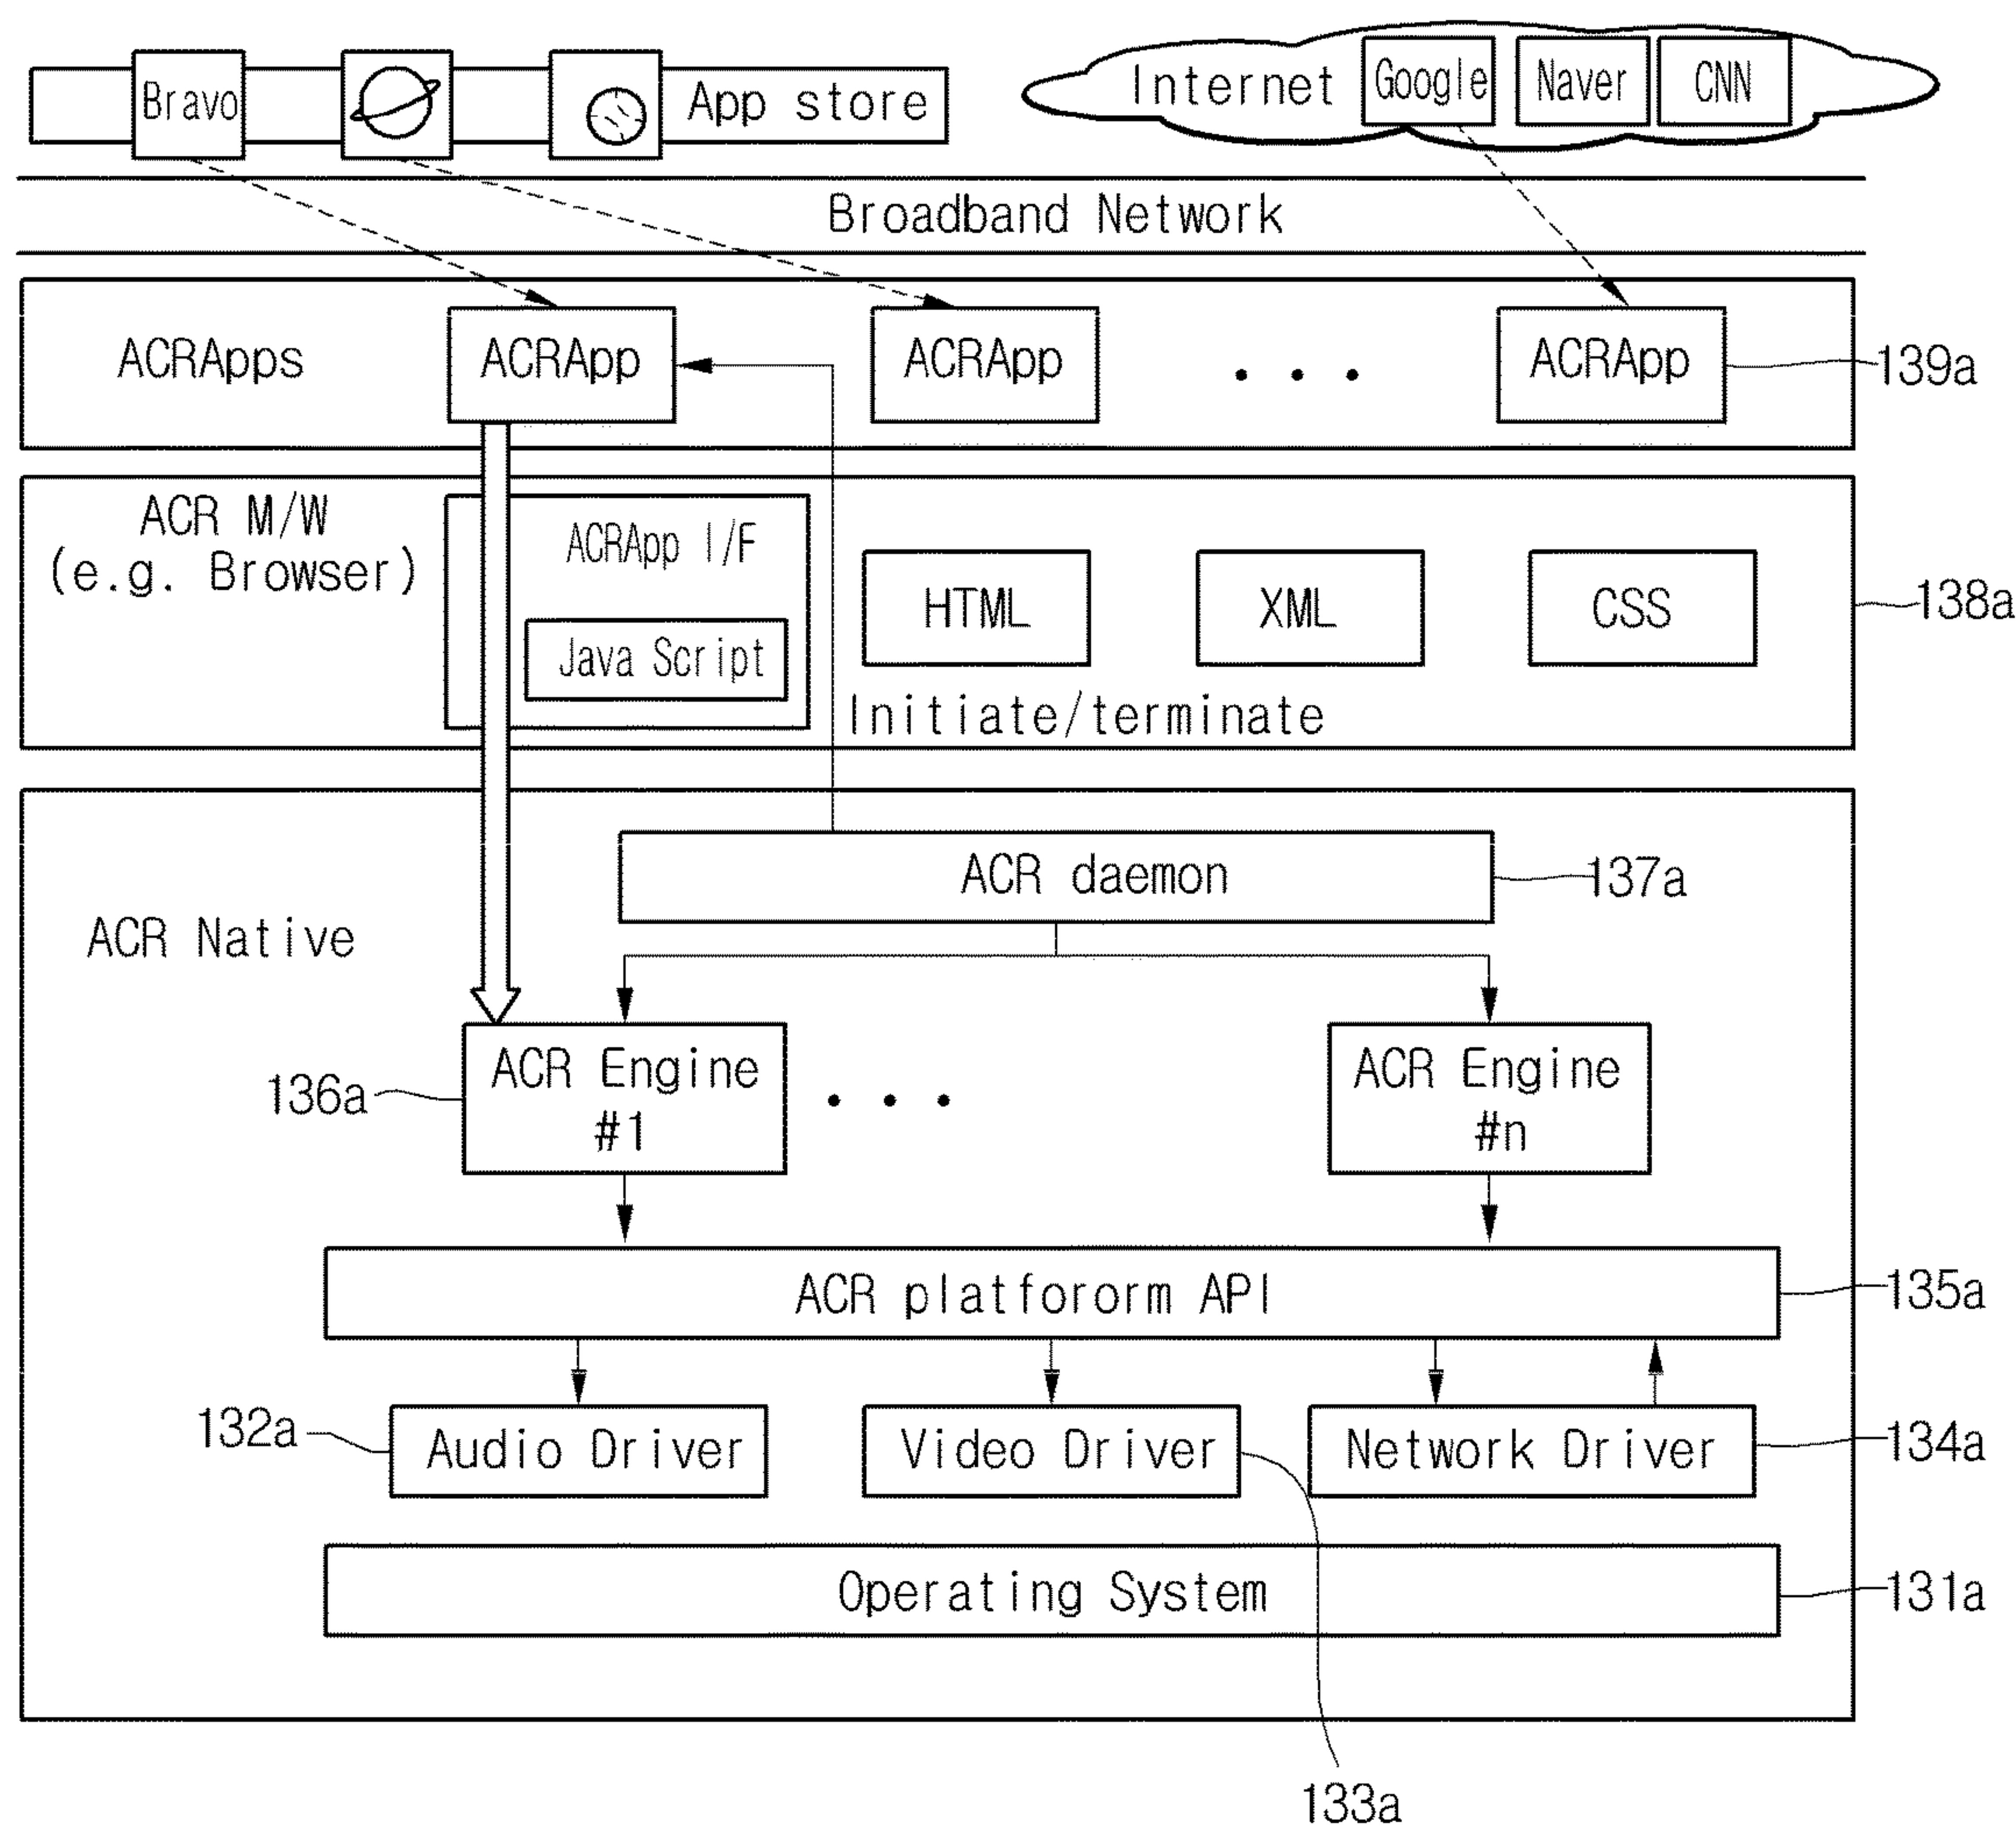 Bravo
App store
Internet
Google
Naver
CNN
Broadband Network
ACRApps
ACRApp
ACRApp
ACRApp
139a
ACR M/W
(e.g. Browser)
ACRApp I/F
Java Script
HTML
XML
CSS
138a
Initiate/terminate
ACR daemon
137a
ACR Native
136a
ACR Engine
#1
ACR Engine
#n
ACR platfororm API
135a
132a
Audio Driver
Video Driver
Network Driver
134a
Operating System
131a
133a